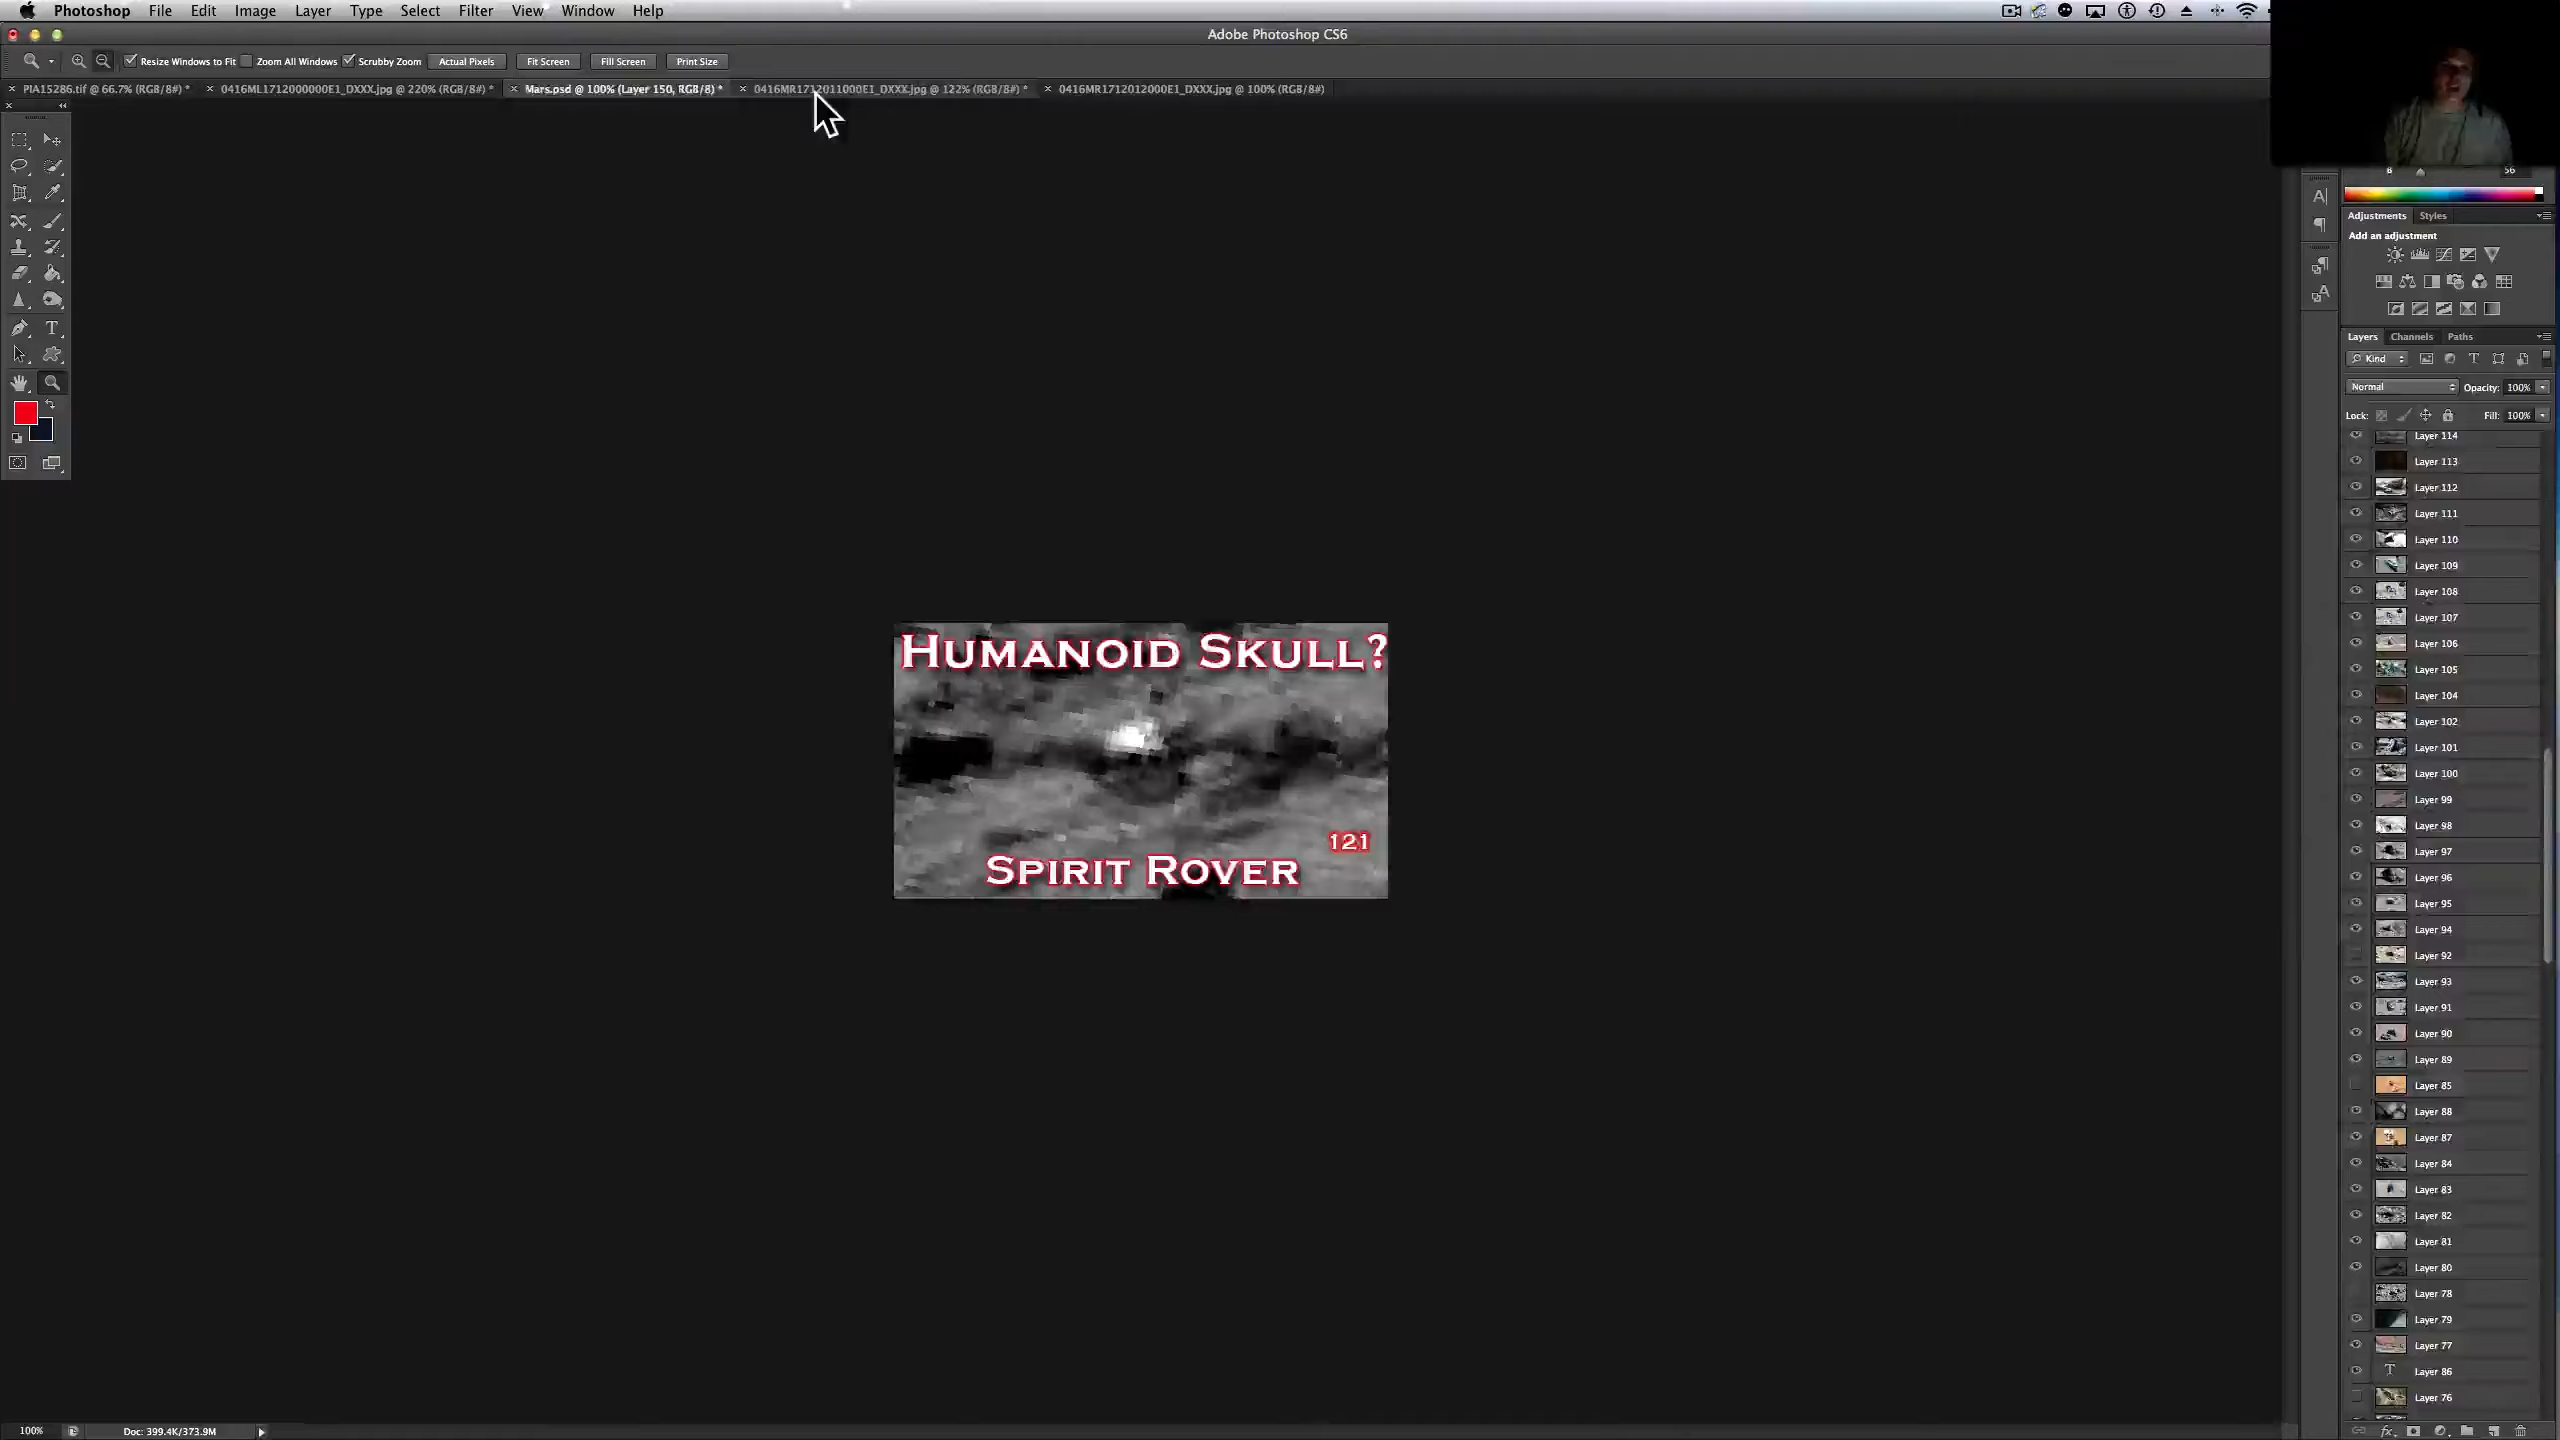 Photoshop File Edit Image Layer Type Select Filter View Window Help
Adobe Photoshop CS6
Resize Windows to Fit Zoom All Windows Scrubby Zoom Actual Pixels Fit Screen Fill Screen Print Size
PIA15286.tif @ 66.7% (RGB/8#) * 0416ML1712000000E1_DXXX.jpg @ 220% (RGB/8#) * Mars.psd @ 100% (Layer 150, RGB/8) * 0416MR1712011000E1_DXXX.jpg @ 122% (RGB/8#) * 0416MR1712012000E1_DXXX.jpg @ 100% (RGB/8#)
B 56
Adjustments Styles
Add an adjustment
Layers Channels Paths
Kind
Normal Opacity: 100%
Lock: Fill: 100%
Layer 114
Layer 113
Layer 112
Layer 111
Layer 110
Layer 109
Layer 108
Layer 107
Layer 106
Layer 105
Layer 104
Layer 102
Layer 101
Layer 100
Layer 99
Layer 98
Layer 97
Layer 96
Layer 95
Layer 94
Layer 92
Layer 93
Layer 91
Layer 90
Layer 89
Layer 85
Layer 88
Layer 87
Layer 84
Layer 83
Layer 82
Layer 81
Layer 80
Layer 78
Layer 79
Layer 77
Layer 86
Layer 76
Humanoid Skull?
121
Spirit Rover
100% Doc: 399.4K/373.9M